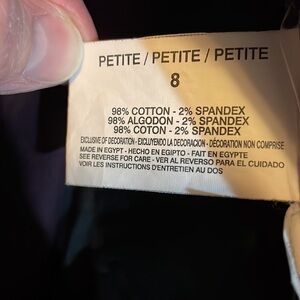 PETITE / PETITE / PETITE
8
98% COTTON - 2% SPANDEX
98% ALGODON - 2% SPANDEX
98% COTON - 2% SPANDEX
EXCLUSIVE OF DECORATION - EXCLUYENDO LA DECORACION - DÉCORATION NON COMPRISE
MADE IN EGYPT - HECHO EN EGIPTO - FAIT EN EGYPTE
SEE REVERSE FOR CARE - VER AL REVERSO PARA EL CUIDADO
VOIR LES INSTRUCTIONS D'ENTRETIEN AU DOS